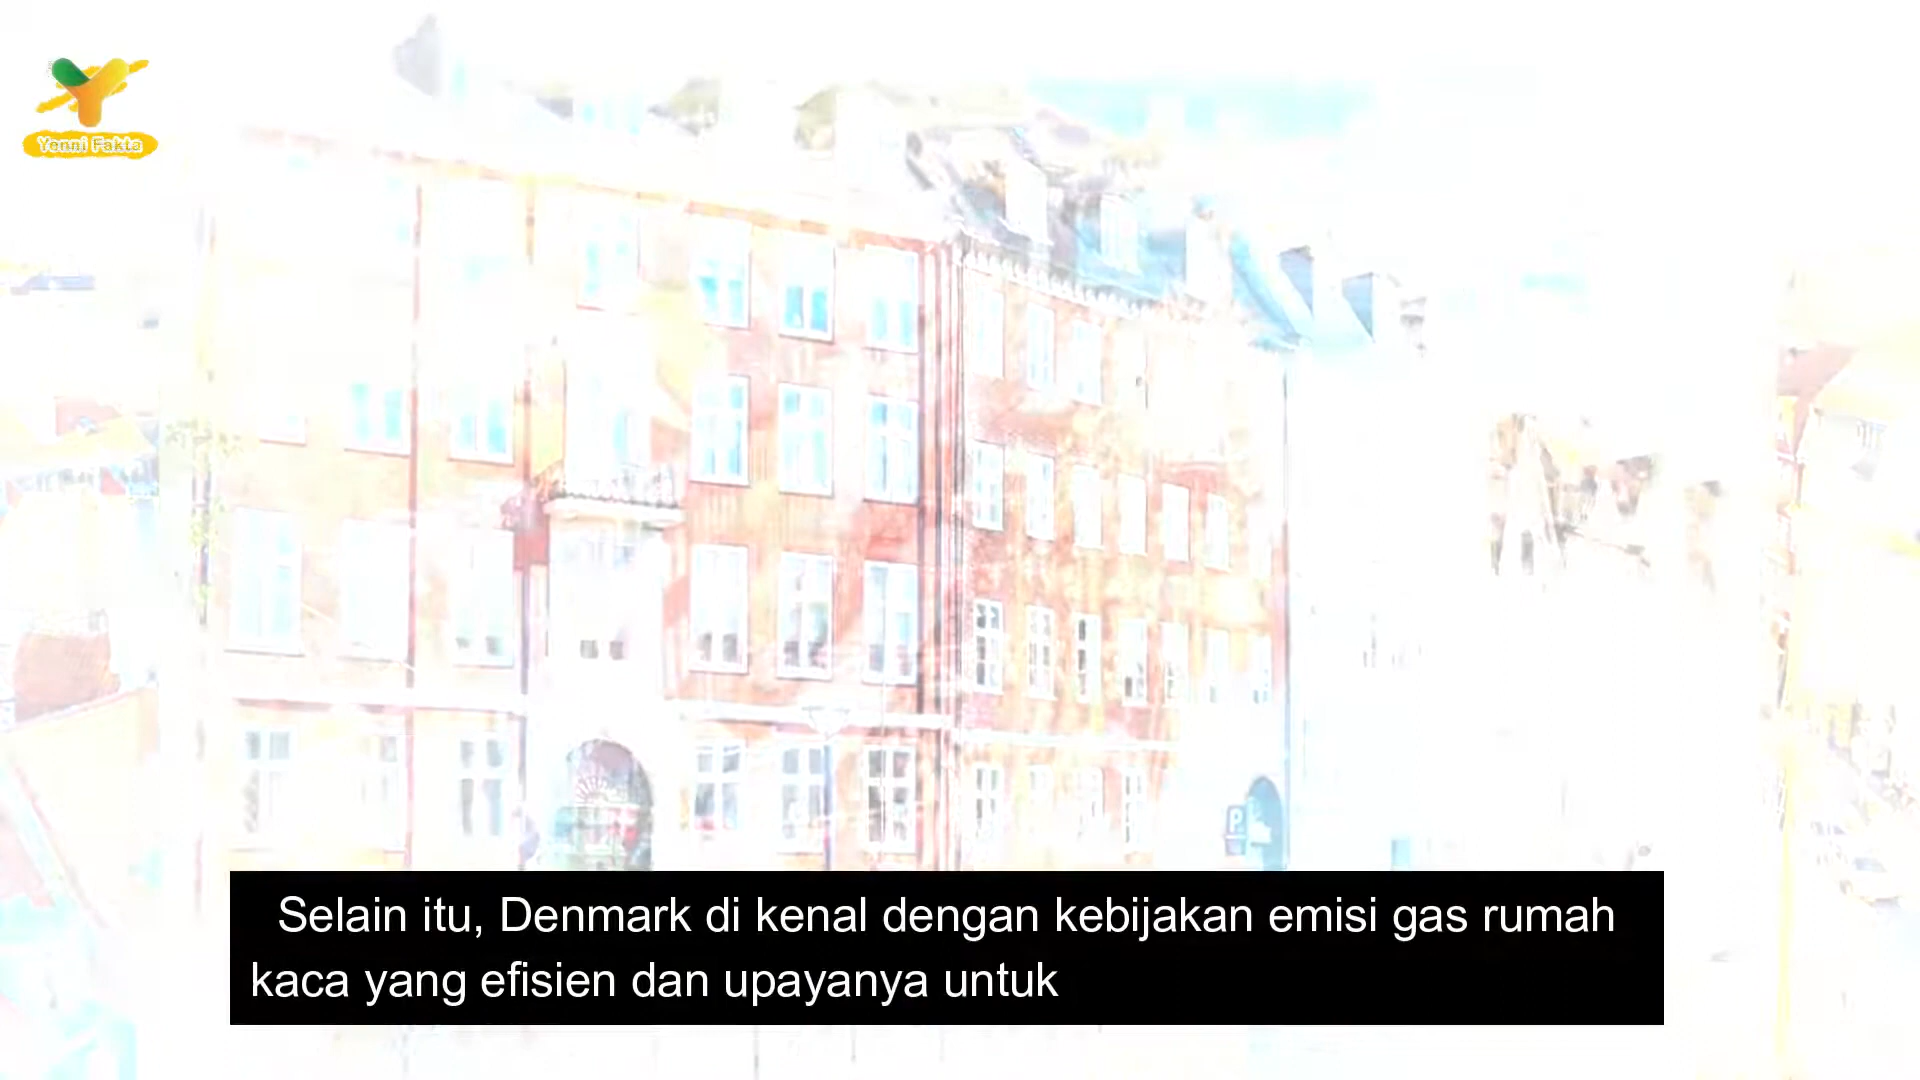 Yenni Fakta
P
Selain itu, Denmark di kenal dengan kebijakan emisi gas rumah
kaca yang efisien dan upayanya untuk